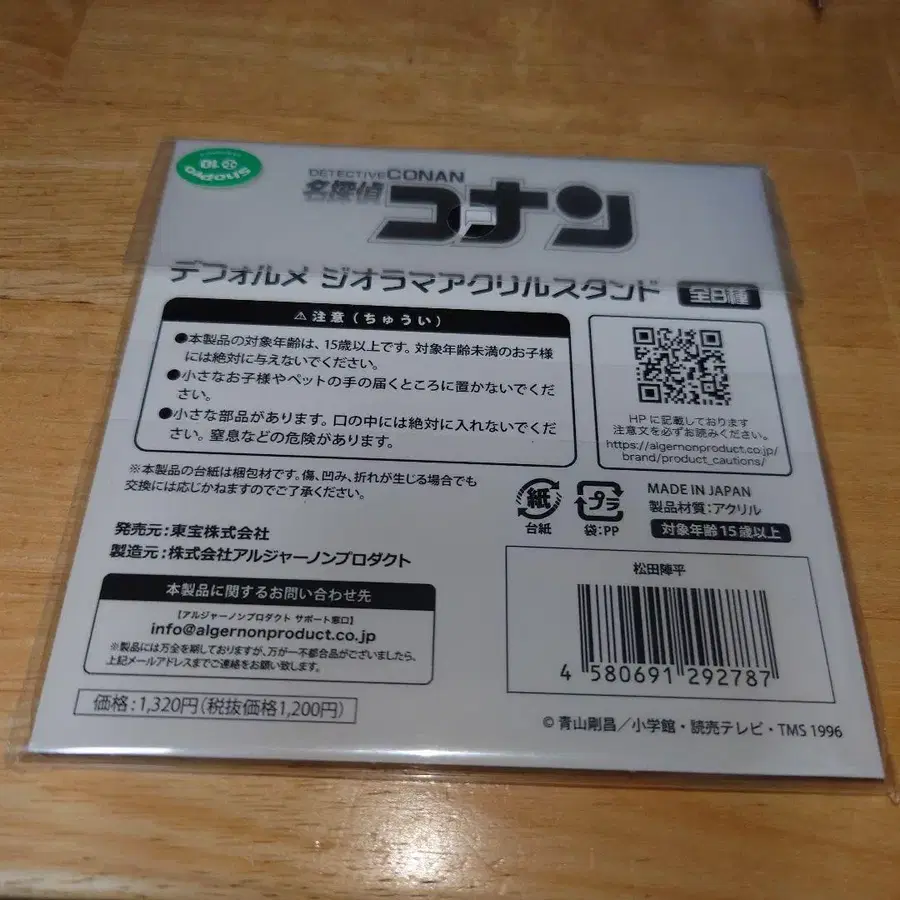 DETECTIVE CONAN
名探偵
コナン
デフォルメ ジオラマアクリルスタンド 全8種
⚠注意(ちゅうい)
●本製品の対象年齢は、15歳以上です。対象年齢未満のお子様
には絶対に与えないでください。
●小さなお子様やペットの手の届くところに置かないでくだ
さい。
●小さな部品があります。口の中には絶対に入れないでくだ
さい。窒息などの危険があります。
HPに記載しております
注意文を必ずお読みください。
https://algernonproduct.co.jp/
brand/product_cautions/
※本製品の台紙は梱包材です。傷、凹み、折れが生じる場合でも
交換には応じかねますのでご了承ください。
紙
台紙
プラ
袋:PP
MADE IN JAPAN
製品材質:アクリル
対象年齢15歳以上
発売元:東宝株式会社
製造元:株式会社アルジャーノンプロダクト
本製品に関するお問い合わせ先
【アルジャーノンプロダクト サポート窓口】
info@algernonproduct.co.jp
※製品には万全を期しておりますが、万が一不都合品がございましたら、
上記メールアドレスまでご連絡をお願い致します。
価格:1,320円(税抜価格1,200円)
松田陣平
4 580691 292787
©青山剛昌/小学館・読売テレビ・TMS 1996